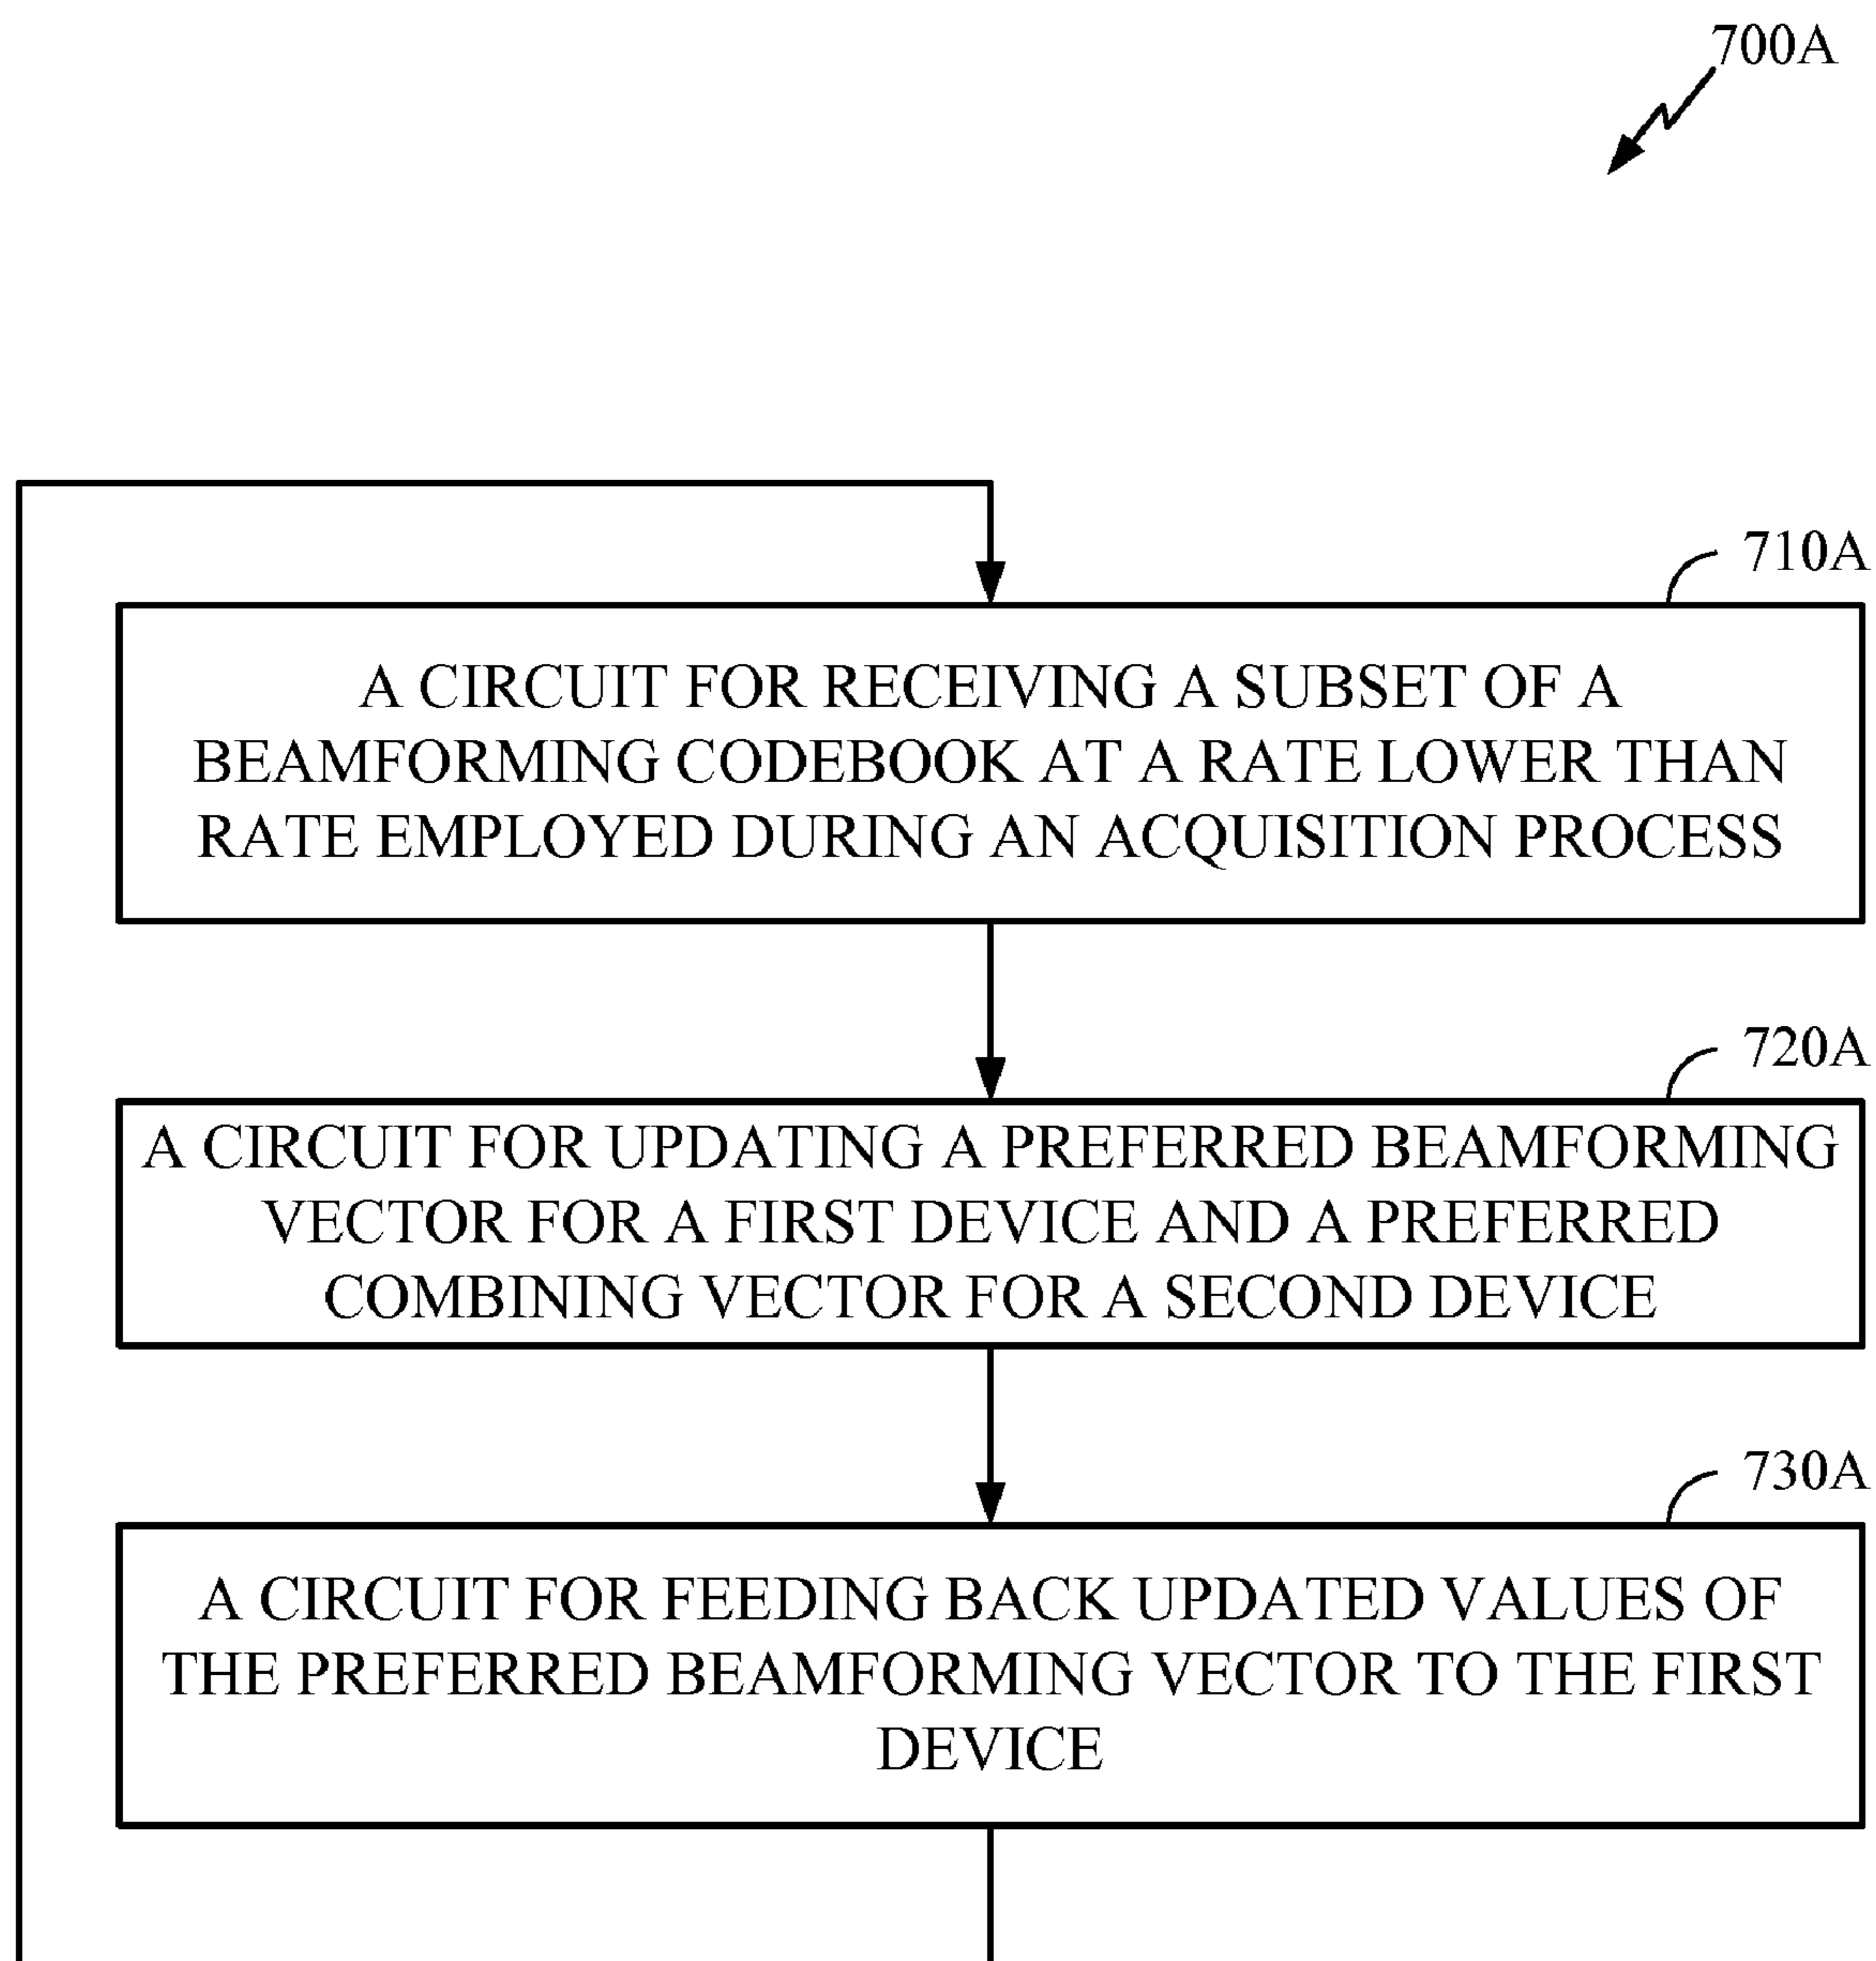 700A
710A
A CIRCUIT FOR RECEIVING A SUBSET OF A
BEAMFORMING CODEBOOK AT A RATE LOWER THAN
RATE EMPLOYED DURING AN ACQUISITION PROCESS
720A
A CIRCUIT FOR UPDATING A PREFERRED BEAMFORMING
VECTOR FOR A FIRST DEVICE AND A PREFERRED
COMBINING VECTOR FOR A SECOND DEVICE
730A
A CIRCUIT FOR FEEDING BACK UPDATED VALUES OF
THE PREFERRED BEAMFORMING VECTOR TO THE FIRST
DEVICE